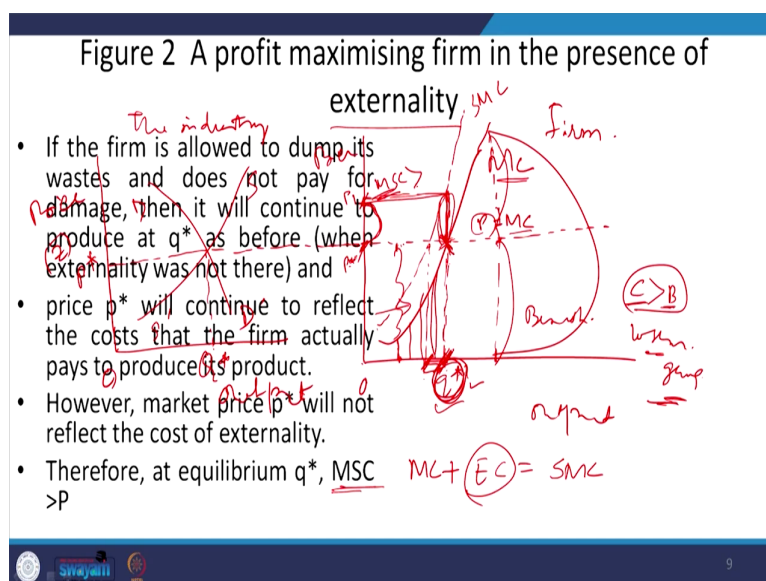 Figure 2 A profit maximising firm in the presence of
externality
SMC
firm.
The industry
• If the firm is allowed to dump its
wastes and does not pay for
damage, then it will continue to
produce at q* as before (when
externality was not there) and
• price p* will continue to reflect
the costs that the firm actually
pays to produce its product.
• However, market price p* will not
reflect the cost of externality.
• Therefore, at equilibrium q*, MSC
>P
MSC>
MC
P=MC
p*
C>B
Q*
q*
0
output
output
MC+ EC = SMC
swayam
9